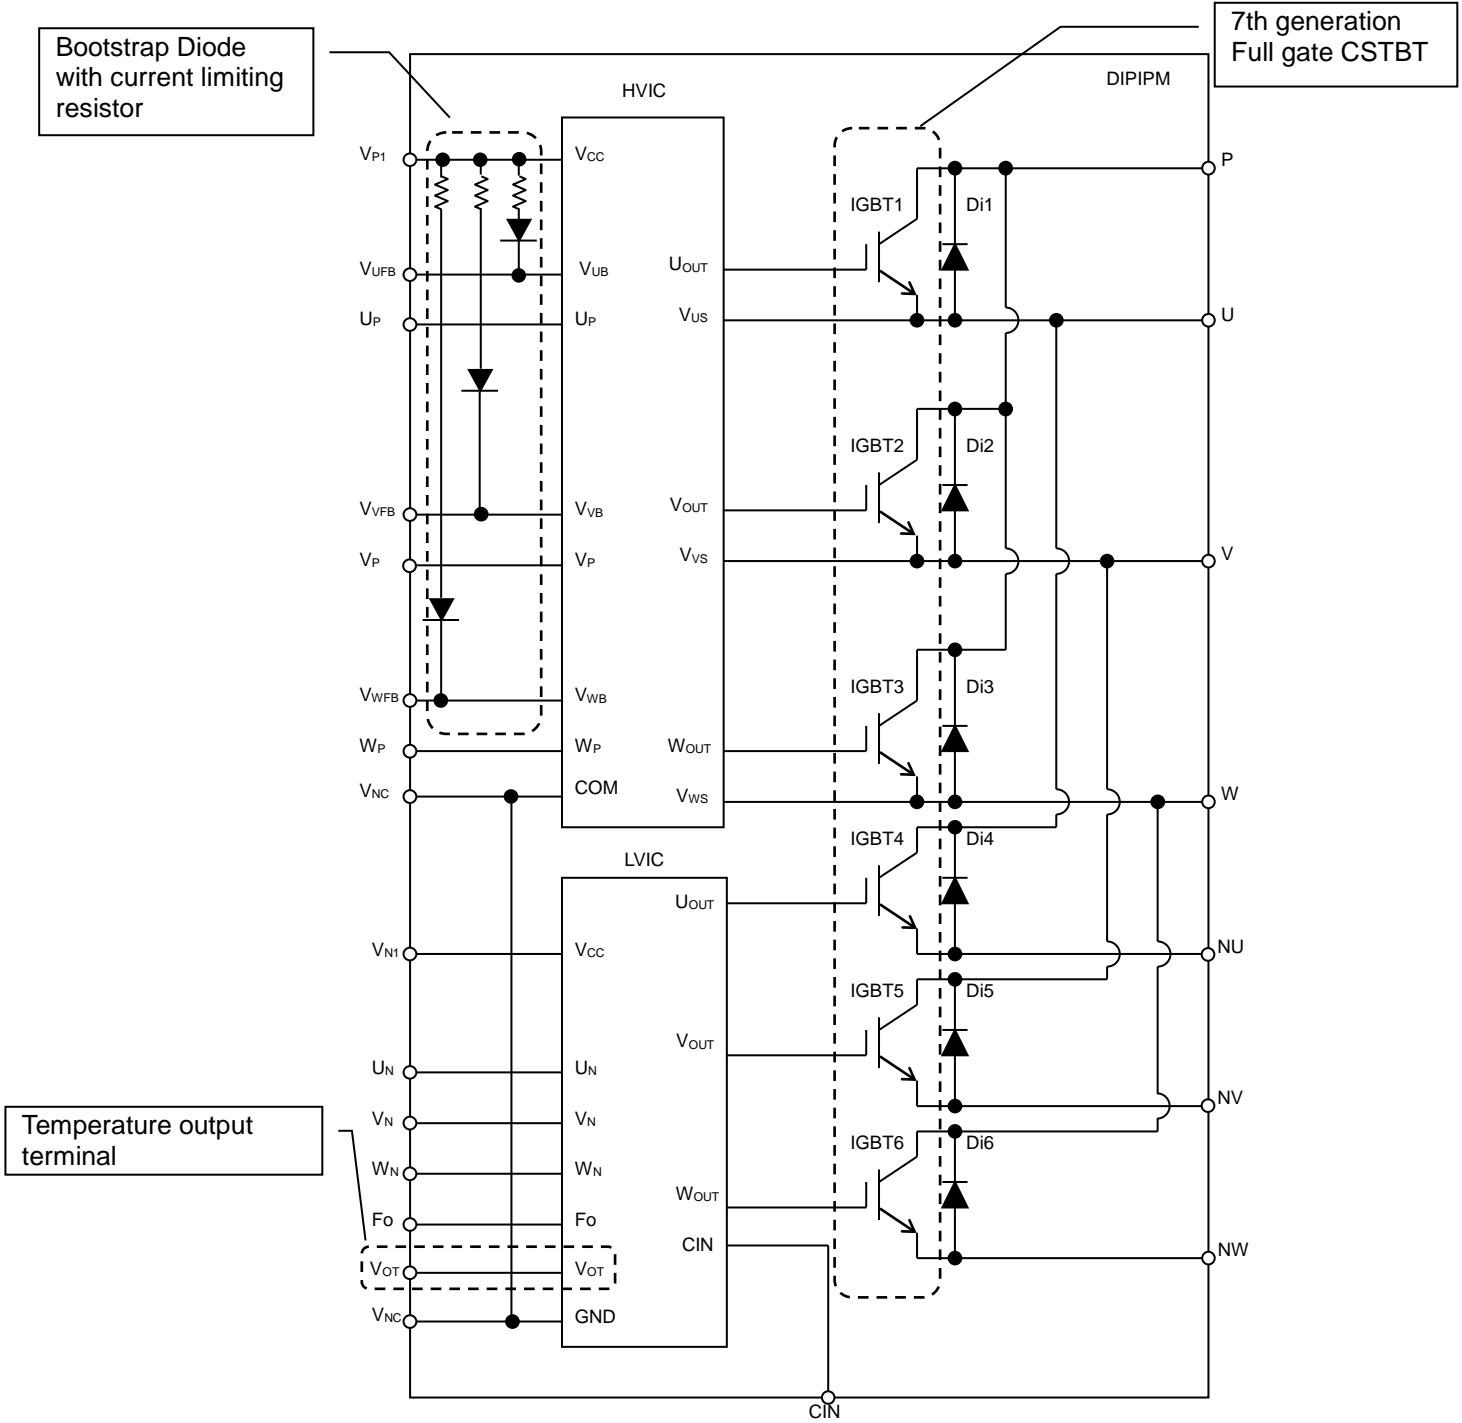 Bootstrap Diode
with current limiting
resistor
7th generation
Full gate CSTBT
DIPIPM
HVIC
VP1
VCC
P
IGBT1
Di1
VUFB
VUB
UOUT
UP
UP
VUS
U
IGBT2
Di2
VVFB
VVB
VOUT
VP
VP
VVS
V
IGBT3
Di3
VWFB
VWB
WP
WP
WOUT
VNC
COM
VWS
W
IGBT4
Di4
LVIC
UOUT
VN1
VCC
NU
IGBT5
Di5
VOUT
UN
UN
NV
Temperature output
terminal
VN
VN
IGBT6
Di6
WN
WN
WOUT
Fo
Fo
CIN
NW
VOT
VOT
VNC
GND
CIN